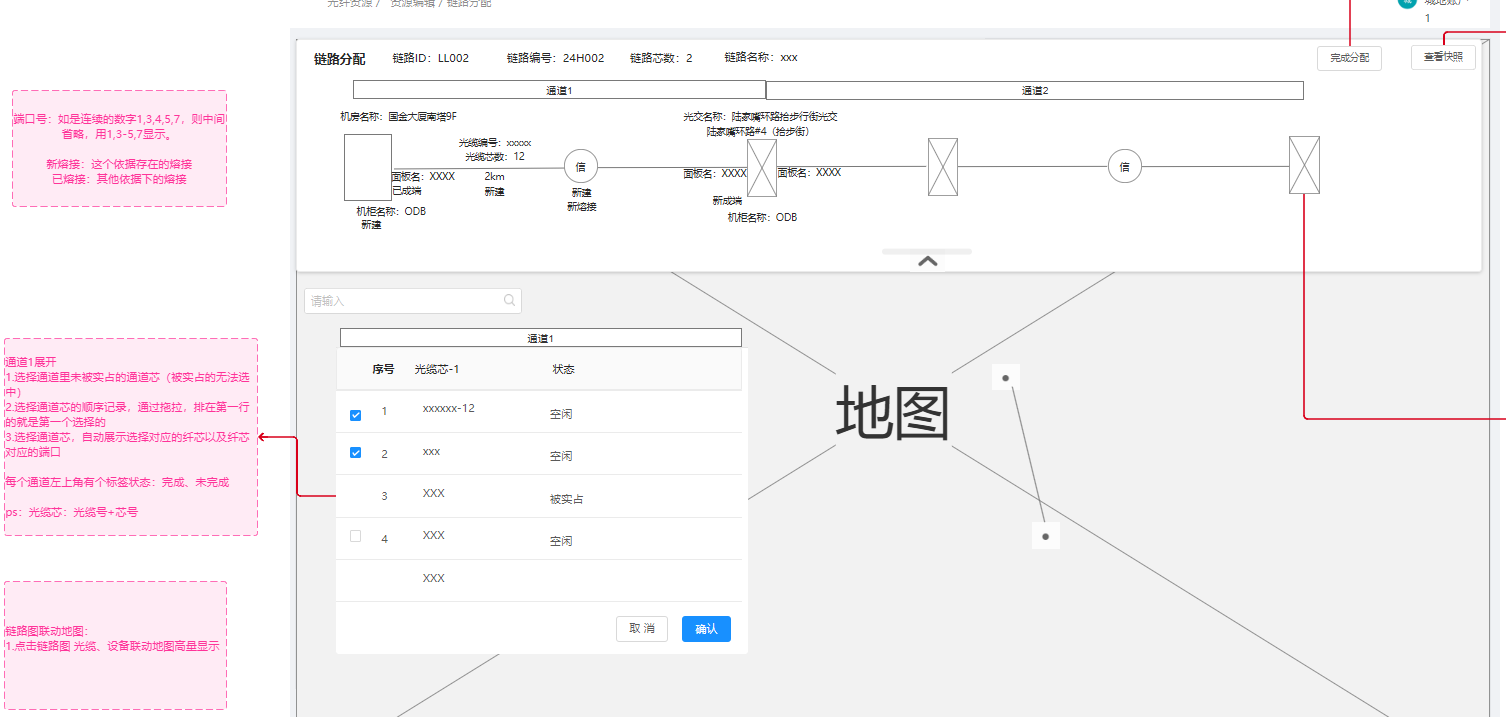 光纤资源 / 资源编辑 / 链路分配
城地账户
1
链路分配
链路ID：LL002
链路编号：24H002
链路芯数：2
链路名称：xxx
完成分配
查看快照
通道1
通道2
机房名称：国金大厦南塔9F
光交名称：陆家嘴环路拾步行街光交
陆家嘴环路#4（拾步街）
光缆编号：xxxxx
光缆芯数：12
信
信
面板名：XXXX
已成端
2km
新建
新建
新熔接
面板名：XXXX
面板名：XXXX
新成端
机柜名称：ODB
新建
机柜名称：ODB
端口号：如是连续的数字1,3,4,5,7，则中间
省略，用1,3-5,7显示。
新熔接：这个依据存在的熔接
已熔接：其他依据下的熔接
请输入
通道1
序号 光缆芯-1 状态
1 xxxxxx-12 空闲
2 xxx 空闲
3 XXX 被实占
4 XXX 空闲
XXX
取 消
确认
地图
通道1展开
1.选择通道里未被实占的通道芯（被实占的无法选
中）
2.选择通道芯的顺序记录，通过拖拉，排在第一行
的就是第一个选择的
3.选择通道芯，自动展示选择对应的纤芯以及纤芯
对应的端口
每个通道左上角有个标签状态：完成、未完成
ps：光缆芯：光缆号+芯号
链路图联动地图：
1.点击链路图 光缆、设备联动地图高量显示